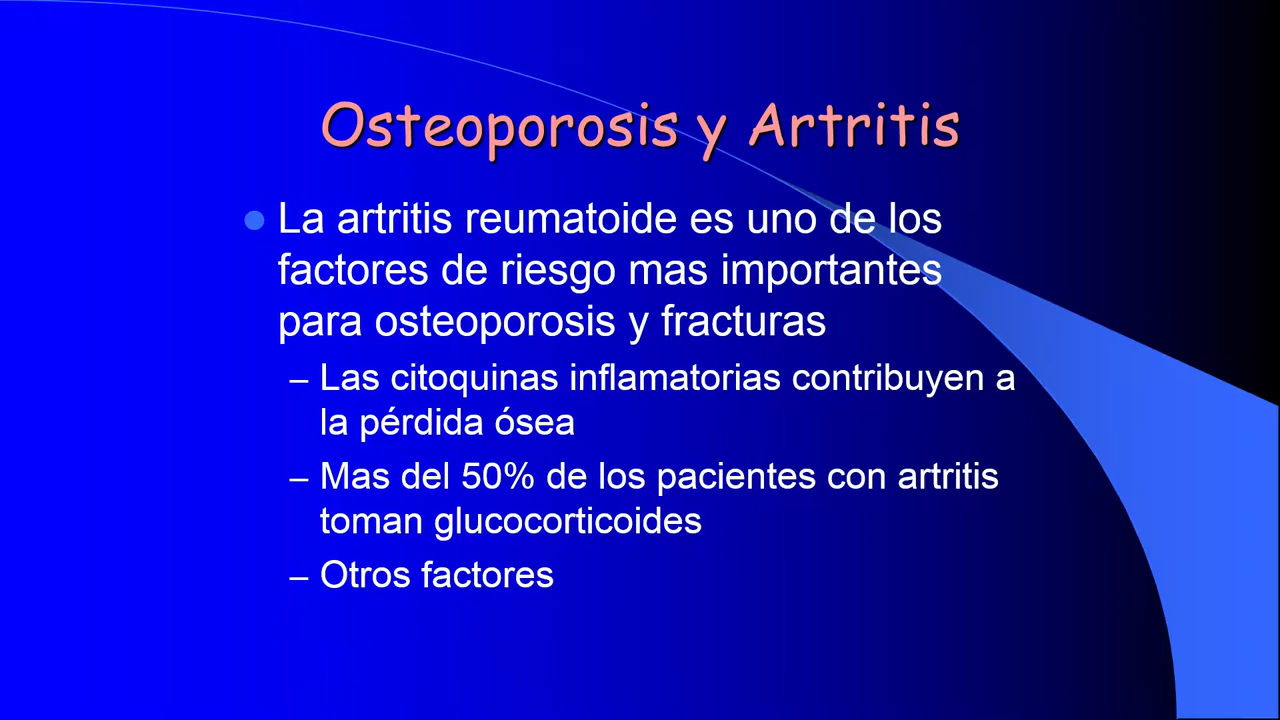 Osteoporosis y Artritis
La artritis reumatoide es uno de los
factores de riesgo mas importantes
para osteoporosis y fracturas
– Las citoquinas inflamatorias contribuyen a
la pérdida ósea
– Mas del 50% de los pacientes con artritis
toman glucocorticoides
– Otros factores